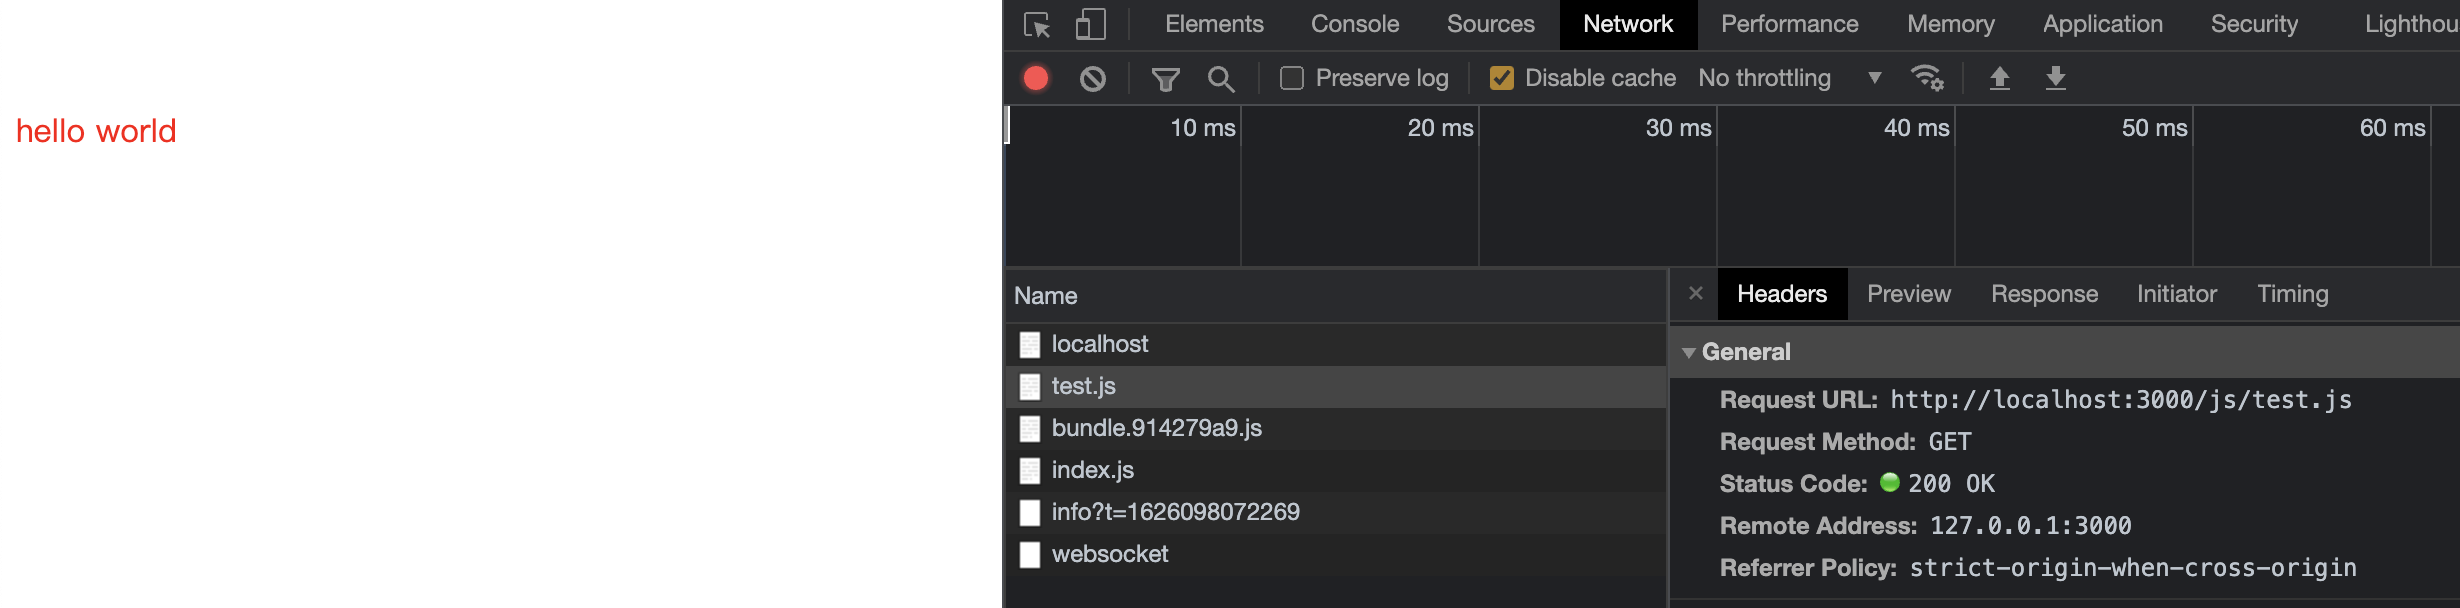 hello world
Elements Console Sources Network Performance Memory Application Security Lighthou
Preserve log Disable cache No throttling
10 ms 20 ms 30 ms 40 ms 50 ms 60 ms
Name
localhost
test.js
bundle.914279a9.js
index.js
info?t=1626098072269
websocket
Headers Preview Response Initiator Timing
General
Request URL: http://localhost:3000/js/test.js
Request Method: GET
Status Code: 200 OK
Remote Address: 127.0.0.1:3000
Referrer Policy: strict-origin-when-cross-origin